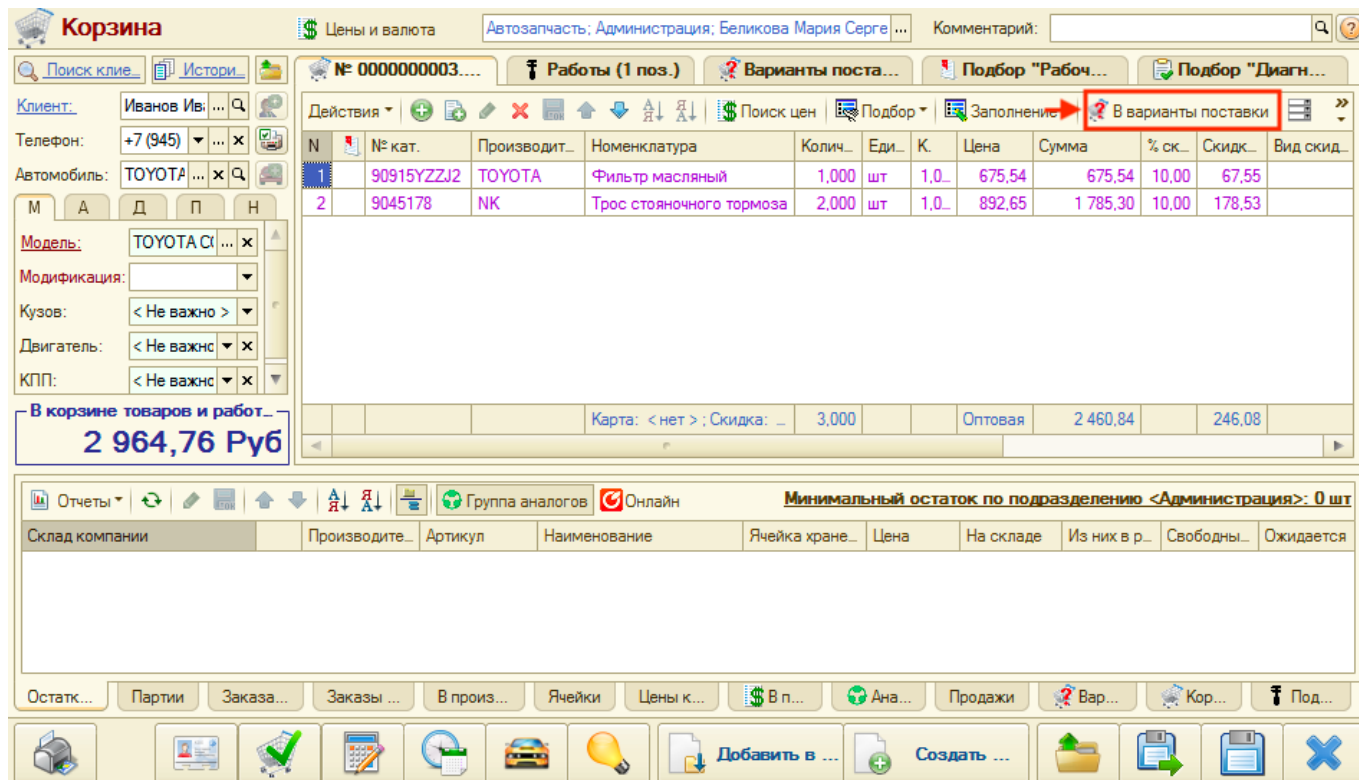 Корзина
Цены и валюта
Автозапчасть; Администрация; Беликова Мария Серге ...
Комментарий:
Поиск клие...
Истори...
№ 0000000003....
Работы (1 поз.)
Варианты поста...
Подбор "Рабоч...
Подбор "Диагн...
Клиент: Иванов Ив ...
Действия
Поиск цен
Подбор
Заполнение
В варианты поставки
Телефон: +7 (945) ...
N № кат. Производит... Номенклатура Колич... Еди... К. Цена Сумма % ск... Скидк... Вид скид...
Автомобиль: TOYOTA ...
1 90915YZZJ2 TOYOTA Фильтр масляный 1,000 шт 1,0... 675,54 675,54 10,00 67,55
2 9045178 NK Трос стояночного тормоза 2,000 шт 1,0... 892,65 1 785,30 10,00 178,53
М А Д П Н
Модель: TOYOTA C ...
Модификация:
Кузов: < Не важно >
Двигатель: < Не важно
КПП: < Не важно
В корзине товаров и работ...
2 964,76 Руб
Карта: < нет > ; Скидка: ... 3,000 Оптовая 2 460,84 246,08
Отчеты
Группа аналогов
Онлайн
Минимальный остаток по подразделению <Администрация>: 0 шт
Склад компании Производите... Артикул Наименование Ячейка хране... Цена На складе Из них в р... Свободны... Ожидается
Остатк... Партии Заказа... Заказы ... В произ... Ячейки Цены к... В п... Ана... Продажи Вар... Кор... Под...
Добавить в ...
Создать ...